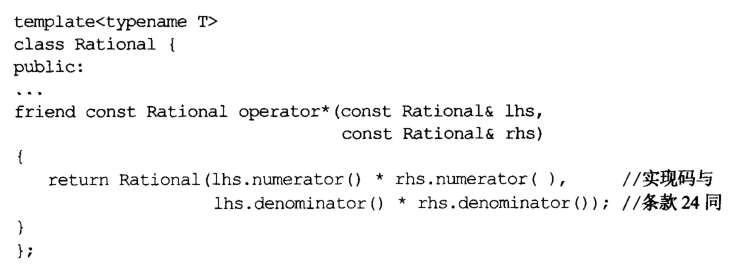 template<typename T>
class Rational {
public:
...
friend const Rational operator*(const Rational& lhs,
                                const Rational& rhs)
{
   return Rational(lhs.numerator() * rhs.numerator( ),      //实现码与
                   lhs.denominator() * rhs.denominator()); //条款 24 同
}
};